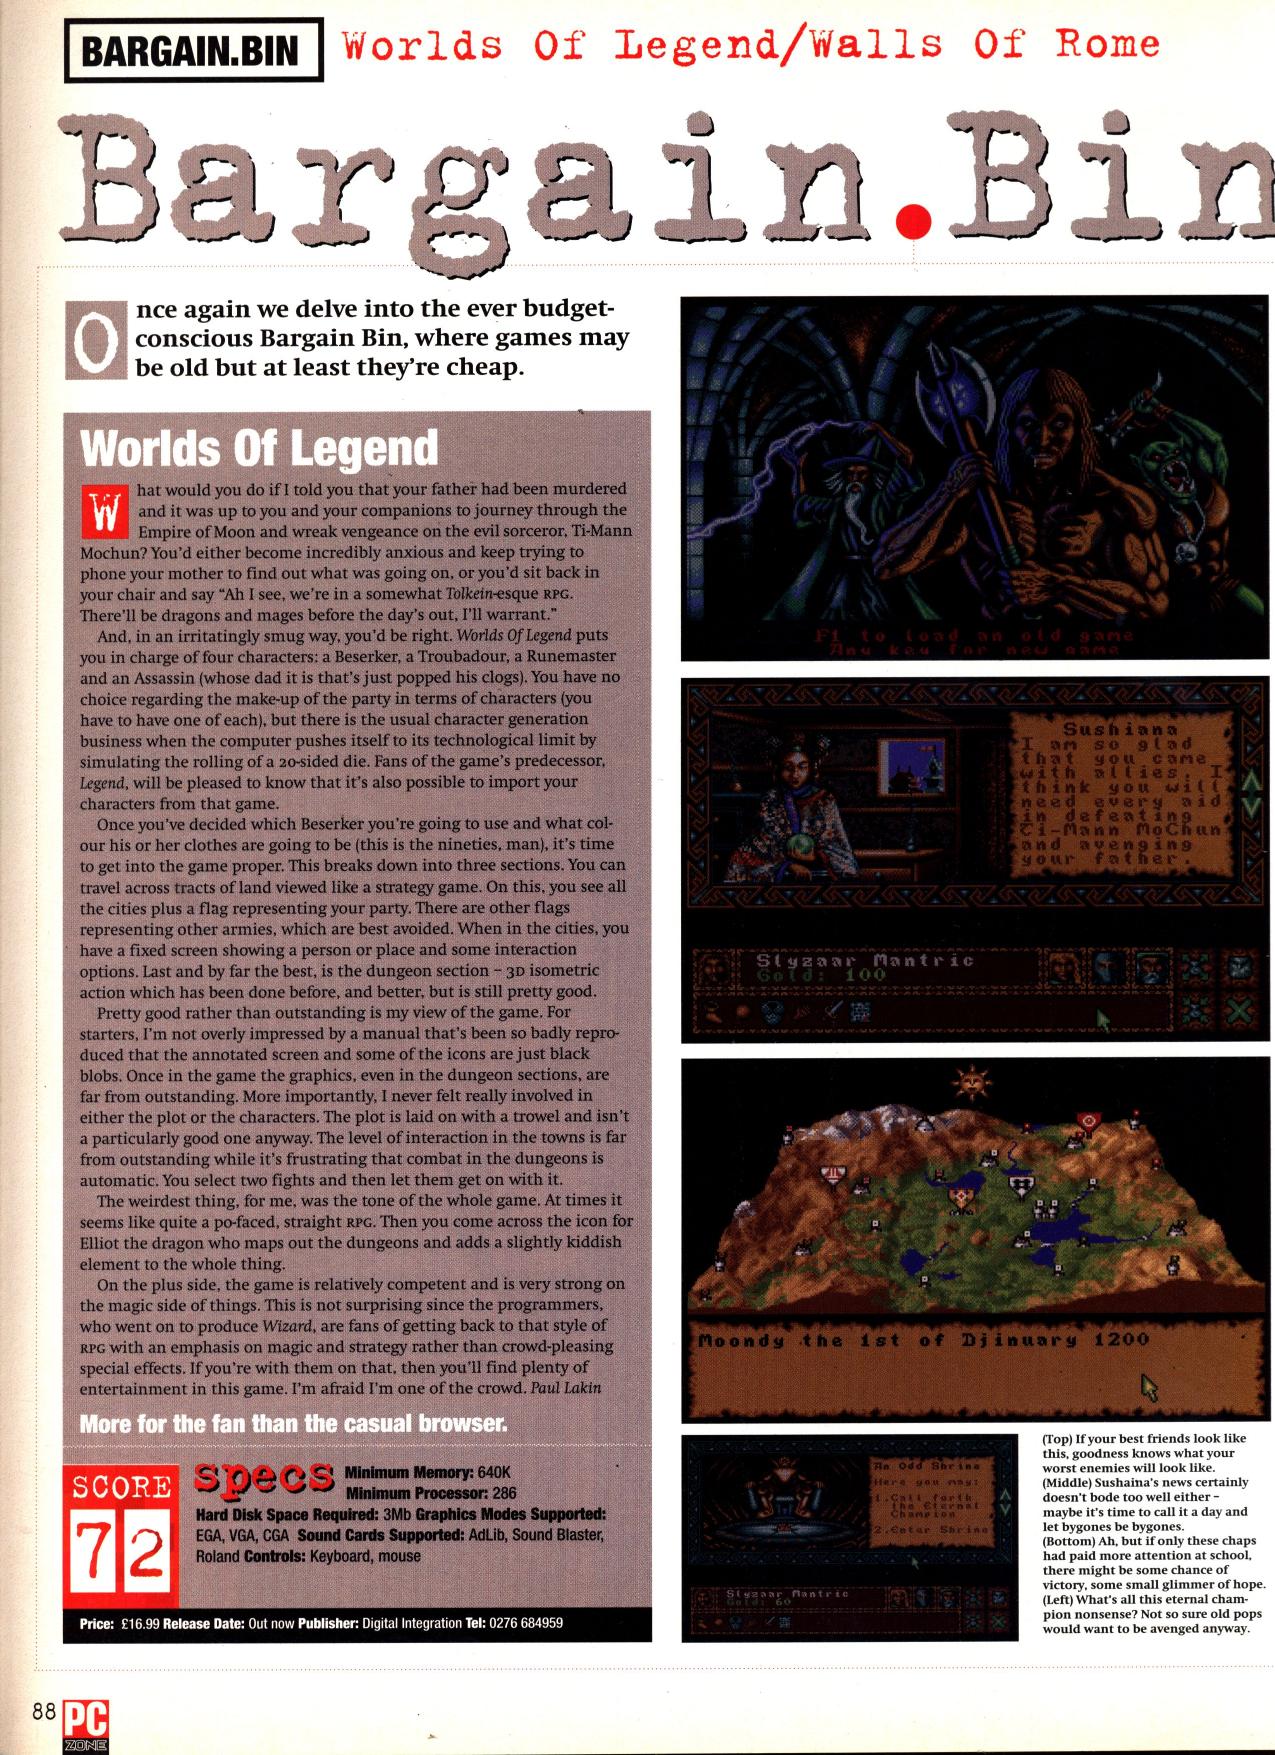 BARGAIN.BIN
Worlds Of Legend/Walls Of Rome
Bargain.Bin
Once again we delve into the ever budget-
conscious Bargain Bin, where games may
be old but at least they're cheap.
Worlds Of Legend
What would you do if I told you that your father had been murdered
and it was up to you and your companions to journey through the
Empire of Moon and wreak vengeance on the evil sorceror, Ti-Mann
Mochun? You'd either become incredibly anxious and keep trying to
phone your mother to find out what was going on, or you'd sit back in
your chair and say "Ah I see, we're in a somewhat Tolkein-esque RPG.
There'll be dragons and mages before the day's out, I'll warrant."
And, in an irritatingly smug way, you'd be right. Worlds Of Legend puts
you in charge of four characters: a Beserker, a Troubadour, a Runemaster
and an Assassin (whose dad it is that's just popped his clogs). You have no
choice regarding the make-up of the party in terms of characters (you
have to have one of each), but there is the usual character generation
business when the computer pushes itself to its technological limit by
simulating the rolling of a 20-sided die. Fans of the game's predecessor,
Legend, will be pleased to know that it's also possible to import your
characters from that game.
Once you've decided which Beserker you're going to use and what col-
our his or her clothes are going to be (this is the nineties, man), it's time
to get into the game proper. This breaks down into three sections. You can
travel across tracts of land viewed like a strategy game. On this, you see all
the cities plus a flag representing your party. There are other flags
representing other armies, which are best avoided. When in the cities, you
have a fixed screen showing a person or place and some interaction
options. Last and by far the best, is the dungeon section – 3D isometric
action which has been done before, and better, but is still pretty good.
Pretty good rather than outstanding is my view of the game. For
starters, I'm not overly impressed by a manual that's been so badly repro-
duced that the annotated screen and some of the icons are just black
blobs. Once in the game the graphics, even in the dungeon sections, are
far from outstanding. More importantly, I never felt really involved in
either the plot or the characters. The plot is laid on with a trowel and isn't
a particularly good one anyway. The level of interaction in the towns is far
from outstanding while it's frustrating that combat in the dungeons is
automatic. You select two fights and then let them get on with it.
The weirdest thing, for me, was the tone of the whole game. At times it
seems like quite a po-faced, straight RPG. Then you come across the icon for
Elliot the dragon who maps out the dungeons and adds a slightly kiddish
element to the whole thing.
On the plus side, the game is relatively competent and is very strong on
the magic side of things. This is not surprising since the programmers,
who went on to produce Wizard, are fans of getting back to that style of
RPG with an emphasis on magic and strategy rather than crowd-pleasing
special effects. If you're with them on that, then you'll find plenty of
entertainment in this game. I'm afraid I'm one of the crowd. Paul Lakin
More for the fan than the casual browser.
SCORE
72
specs Minimum Memory: 640K
Minimum Processor: 286
Hard Disk Space Required: 3Mb Graphics Modes Supported:
EGA, VGA, CGA Sound Cards Supported: AdLib, Sound Blaster,
Roland Controls: Keyboard, mouse
Price: £16.99 Release Date: Out now Publisher: Digital Integration Tel: 0276 684959
F1 to load an old game
Any key for new game
Sushiana
I am so glad
that you came
with allies. I
think you will
need every aid
in defeating
Ti-Mann MoChun
and avenging
your father.
Slyzaar Mantric
Gold: 100
Moondy the 1st of Djinuary 1200
An Odd Shrine
Here you may:
1.Call forth
the Eternal
Champion
2.Enter Shrine
Slyzaar Mantric
Gold: 60
(Top) If your best friends look like
this, goodness knows what your
worst enemies will look like.
(Middle) Sushaina's news certainly
doesn't bode too well either –
maybe it's time to call it a day and
let bygones be bygones.
(Bottom) Ah, but if only these chaps
had paid more attention at school,
there might be some chance of
victory, some small glimmer of hope.
(Left) What's all this eternal cham-
pion nonsense? Not so sure old pops
would want to be avenged anyway.
88 PC
ZONE